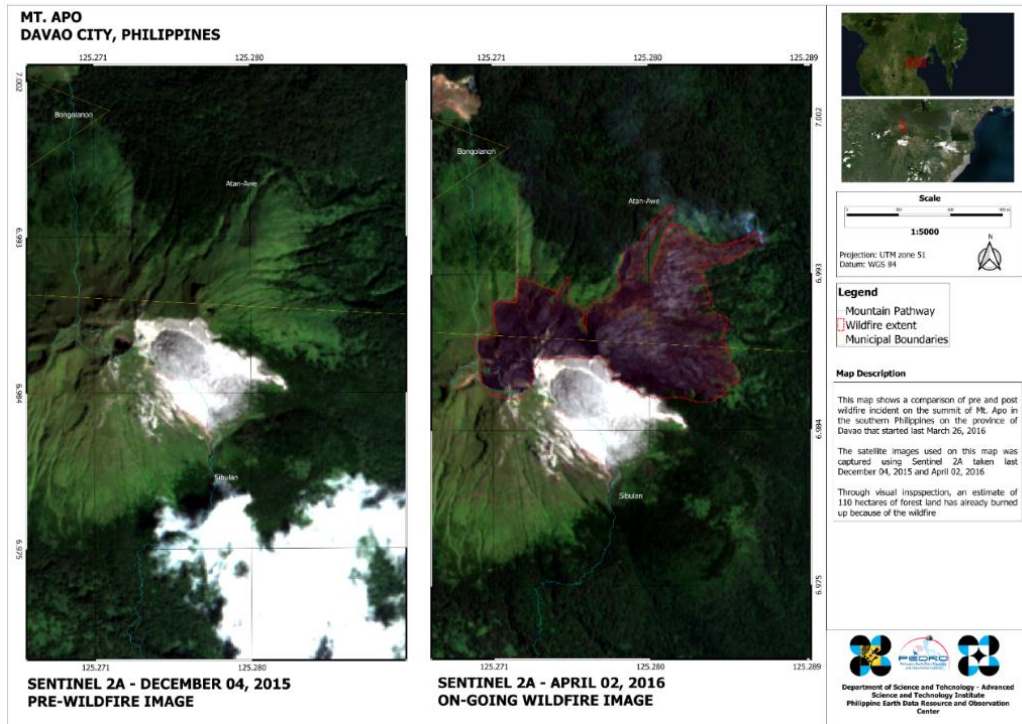 MT. APO
DAVAO CITY, PHILIPPINES
125.271
125.280
7.002
6.991
6.984
6.975
Bongolanon
Atan-Awe
Sibulan
125.271
125.280
SENTINEL 2A - DECEMBER 04, 2015
PRE-WILDFIRE IMAGE
125.271
125.280
125.289
Bongolanon
Atan-Awe
Sibulan
7.002
6.993
6.984
6.975
125.271
125.280
125.289
SENTINEL 2A - APRIL 02, 2016
ON-GOING WILDFIRE IMAGE
Scale
1:5000
Projection: UTM zone 51
Datum: WGS 84
N
Legend
Mountain Pathway
Wildfire extent
Municipal Boundaries
Map Description
This map shows a comparison of pre and post
wildfire incident on the summit of Mt. Apo in
the southern Philippines on the province of
Davao that started last March 26, 2016
The satellite images used on this map was
captured using Sentinel 2A taken last
December 04, 2015 and April 02, 2016
Through visual inspspection, an estimate of
110 hectares of forest land has already burned
up because of the wildfire
PEDRO
Department of Science and Tehcnology - Advanced
Science and Technology Institute
Philippine Earth Data Resource and Observation
Center